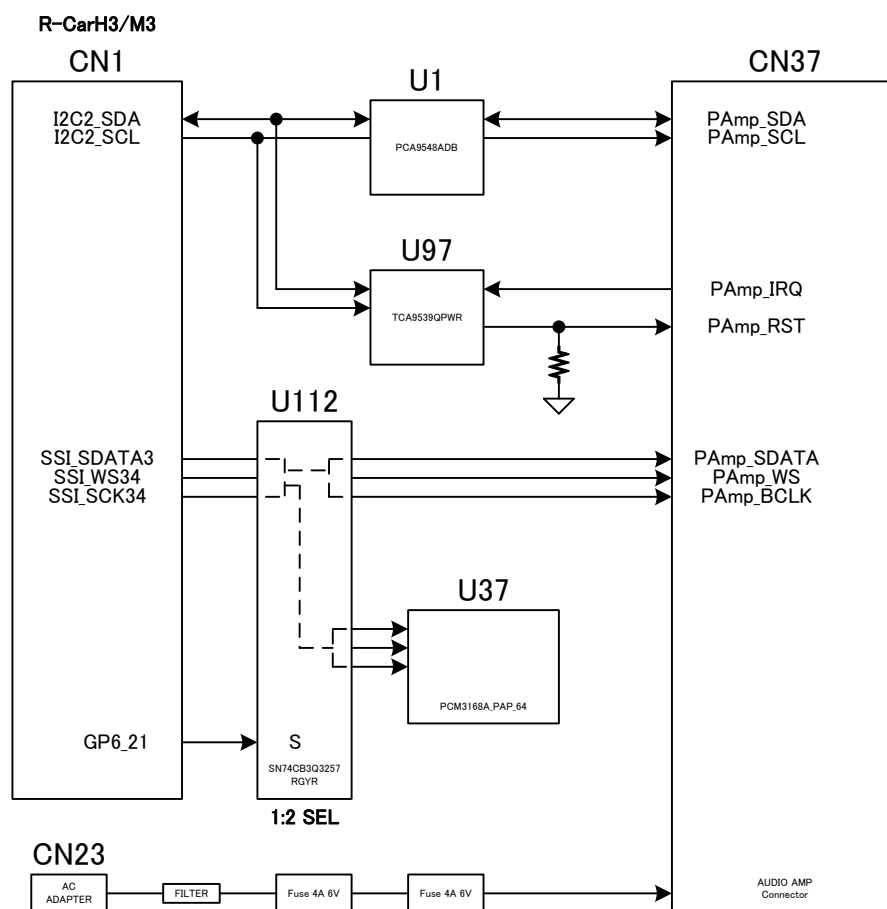 R-CarH3/M3
CN1
U1
CN37
I2C2_SDA
I2C2_SCL
PCA9548ADB
PAmp_SDA
PAmp_SCL
U97
TCA9539QPWR
PAmp_IRQ
PAmp_RST
U112
SSI_SDATA3
SSI_WS34
SSI_SCK34
PAmp_SDATA
PAmp_WS
PAmp_BCLK
U37
PCM3168A_PAP_64
GP6_21
S
SN74CB3Q3257
RGYR
1:2 SEL
CN23
AC
ADAPTER
FILTER
Fuse 4A 6V
Fuse 4A 6V
AUDIO AMP
Connector